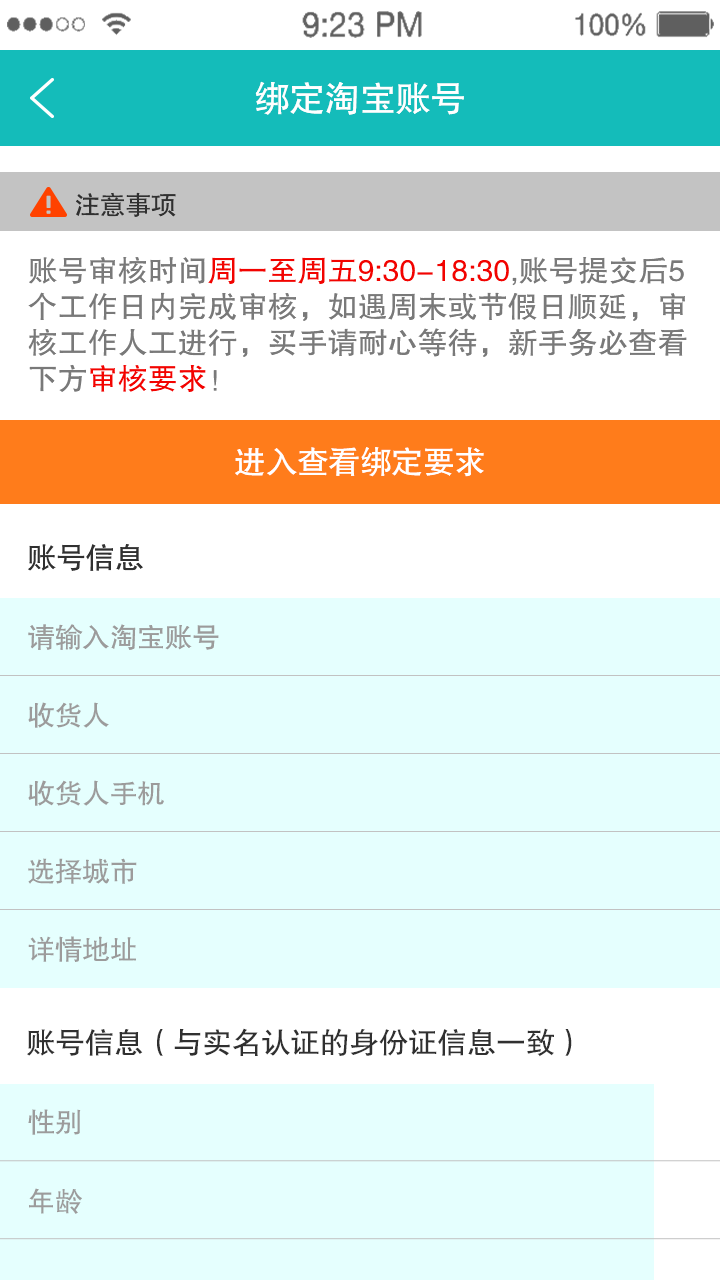 9:23 PM 100%
绑定淘宝账号
注意事项
账号审核时间周一至周五9:30-18:30,账号提交后5
个工作日内完成审核，如遇周末或节假日顺延，审
核工作人工进行，买手请耐心等待，新手务必查看
下方审核要求！
进入查看绑定要求
账号信息
请输入淘宝账号
收货人
收货人手机
选择城市
详情地址
账号信息（与实名认证的身份证信息一致）
性别
年龄